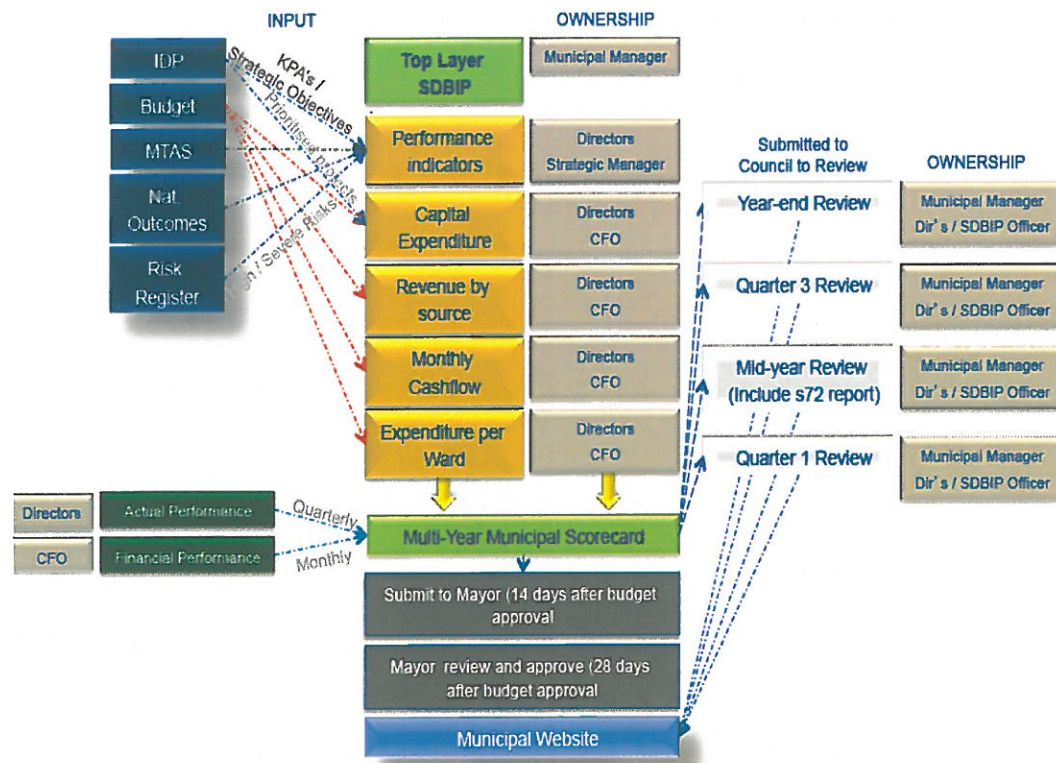 INPUT
OWNERSHIP
IDP
Budget
MTAS
Nat.
Outcomes
Risk
Register
KPA's /
Strategic Objectives
Prioritised projects
/ Severe Risks
Top Layer
SDBIP
Municipal Manager
Performance
indicators
Directors
Strategic Manager
Capital
Expenditure
Directors
CFO
Revenue by
source
Directors
CFO
Monthly
Cashflow
Directors
CFO
Expenditure per
Ward
Directors
CFO
Submitted to
Council to Review
OWNERSHIP
Year-end Review
Municipal Manager
Dir's / SDBIP Officer
Quarter 3 Review
Municipal Manager
Dir's / SDBIP Officer
Mid-year Review
(Include s72 report)
Municipal Manager
Dir's / SDBIP Officer
Quarter 1 Review
Municipal Manager
Dir's / SDBIP Officer
Directors
Actual Performance
Quarterly
CFO
Financial Performance
Monthly
Multi-Year Municipal Scorecard
Submit to Mayor (14 days after budget
approval
Mayor review and approve (28 days
after budget approval
Municipal Website